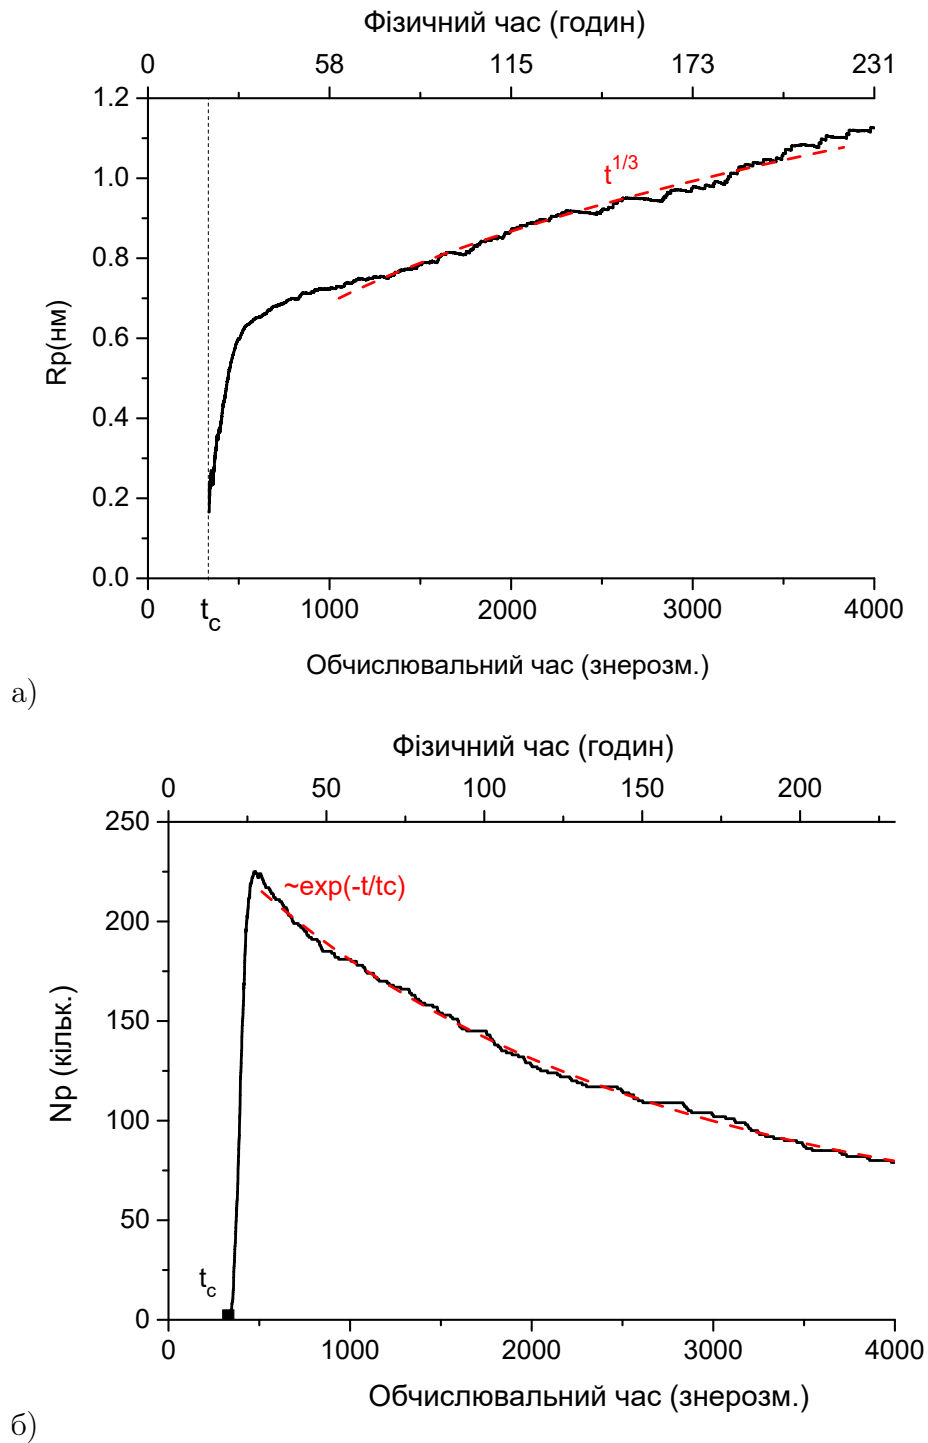 Фізичний час (годин)
0 58 115 173 231
1.2
1.0
0.8
0.6
0.4
0.2
0.0
Rp(нм)
t^1/3
0 t_c 1000 2000 3000 4000
Обчислювальний час (знерозм.)
а)
Фізичний час (годин)
0 50 100 150 200
250
200
150
100
50
0
Np (кільк.)
~exp(-t/tc)
t_c
0 1000 2000 3000 4000
Обчислювальний час (знерозм.)
б)